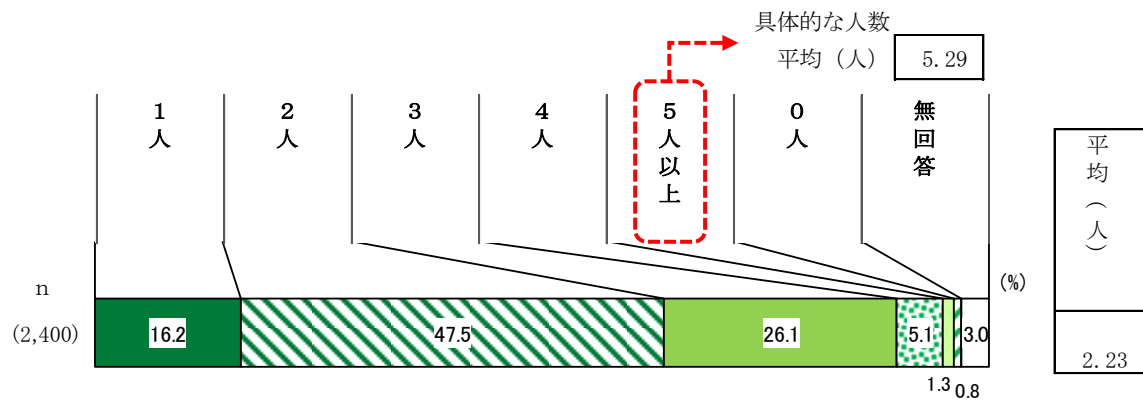 具体的な人数
平均（人） 5.29
1人
2人
3人
4人
5人以上
0人
無回答
平均（人）
(%)
n
(2,400)
16.2
47.5
26.1
5.1
1.3
0.8
3.0
2.23